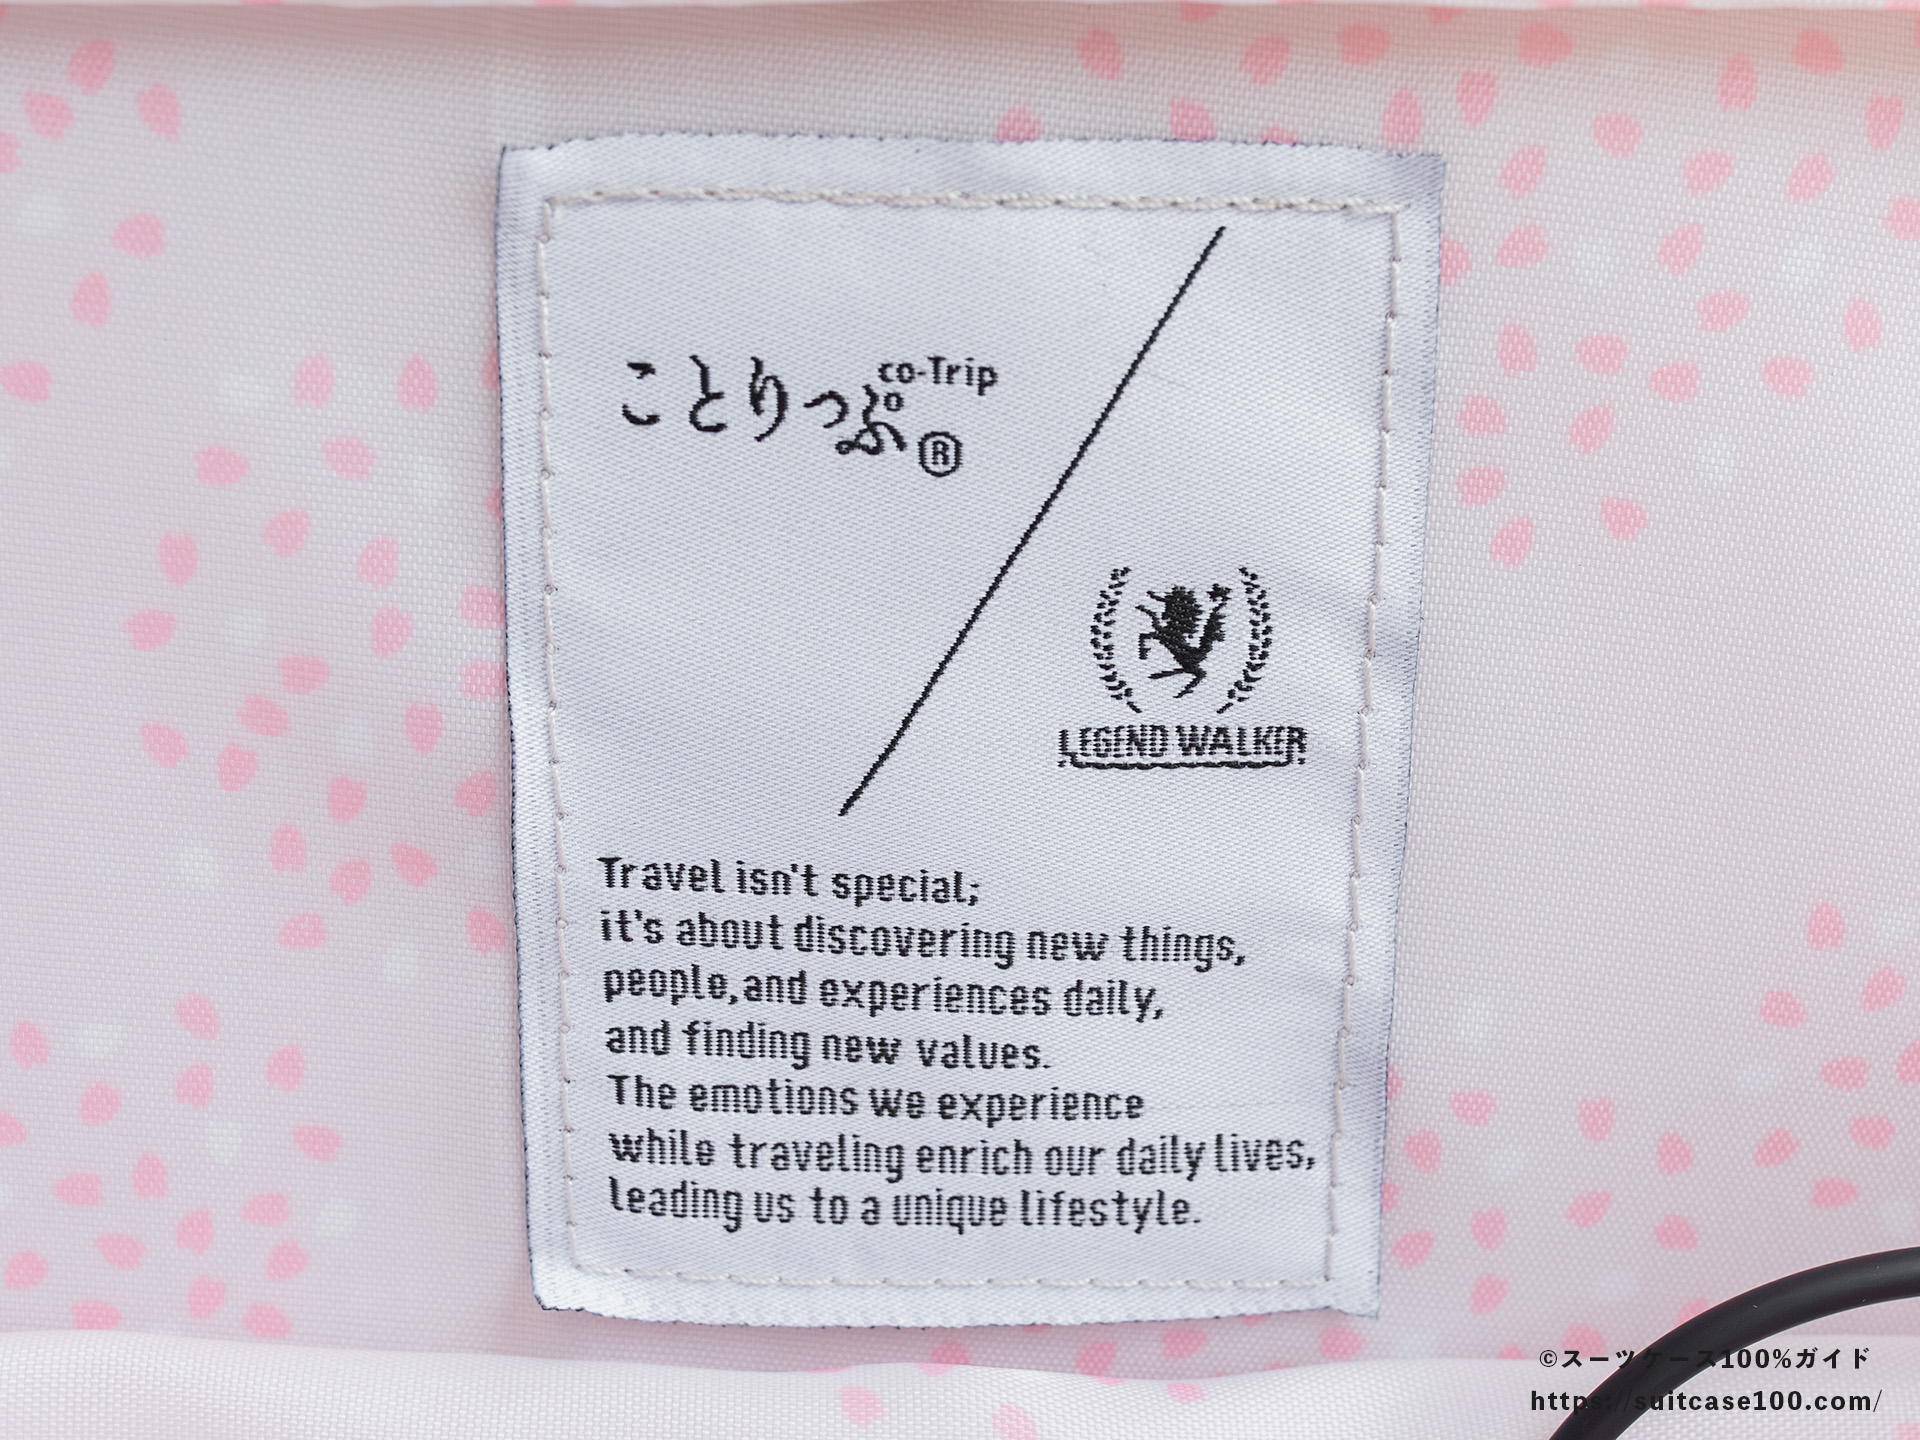 ことりっぷ co-Trip
®
LEGEND WALKER
Travel isn't special;
it's about discovering new things,
people,and experiences daily,
and finding new values.
The emotions we experience
while traveling enrich our daily lives,
leading us to a unique lifestyle.
©スーツケース100%ガイド
https://suitcase100.com/